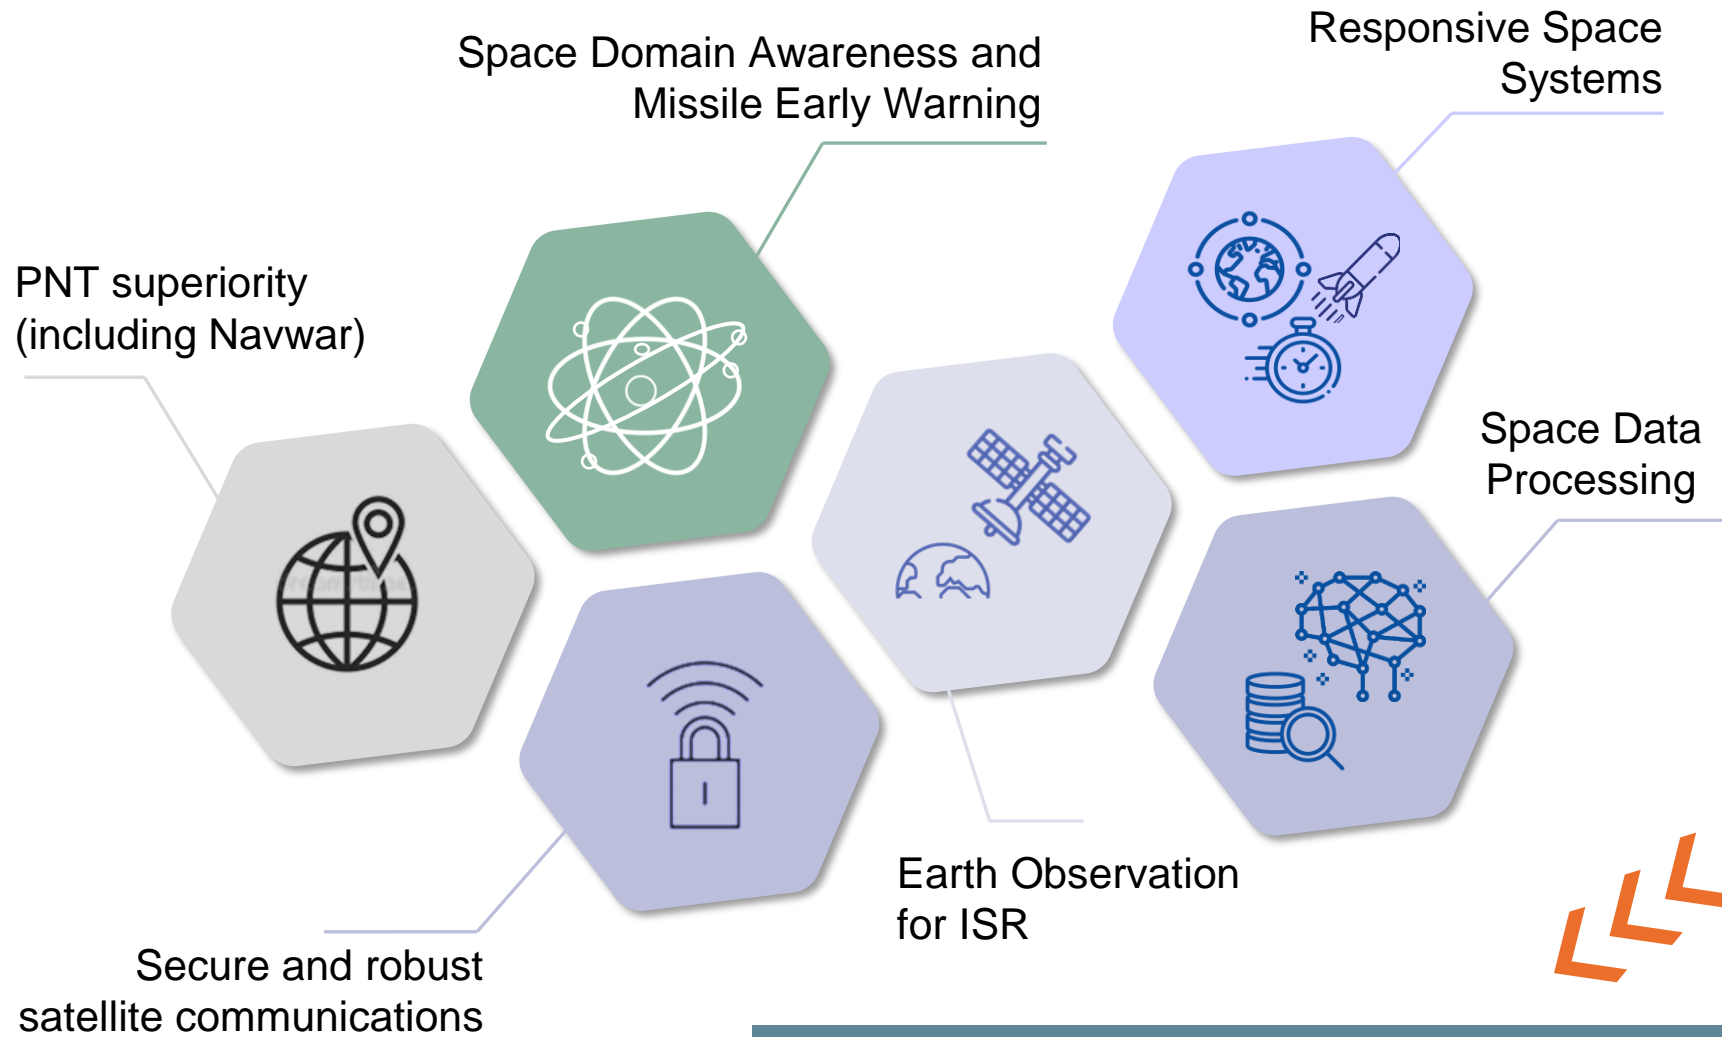 Space Domain Awareness and
Missile Early Warning
Responsive Space
Systems
PNT superiority
(including Navwar)
Space Data
Processing
Earth Observation
for ISR
Secure and robust
satellite communications